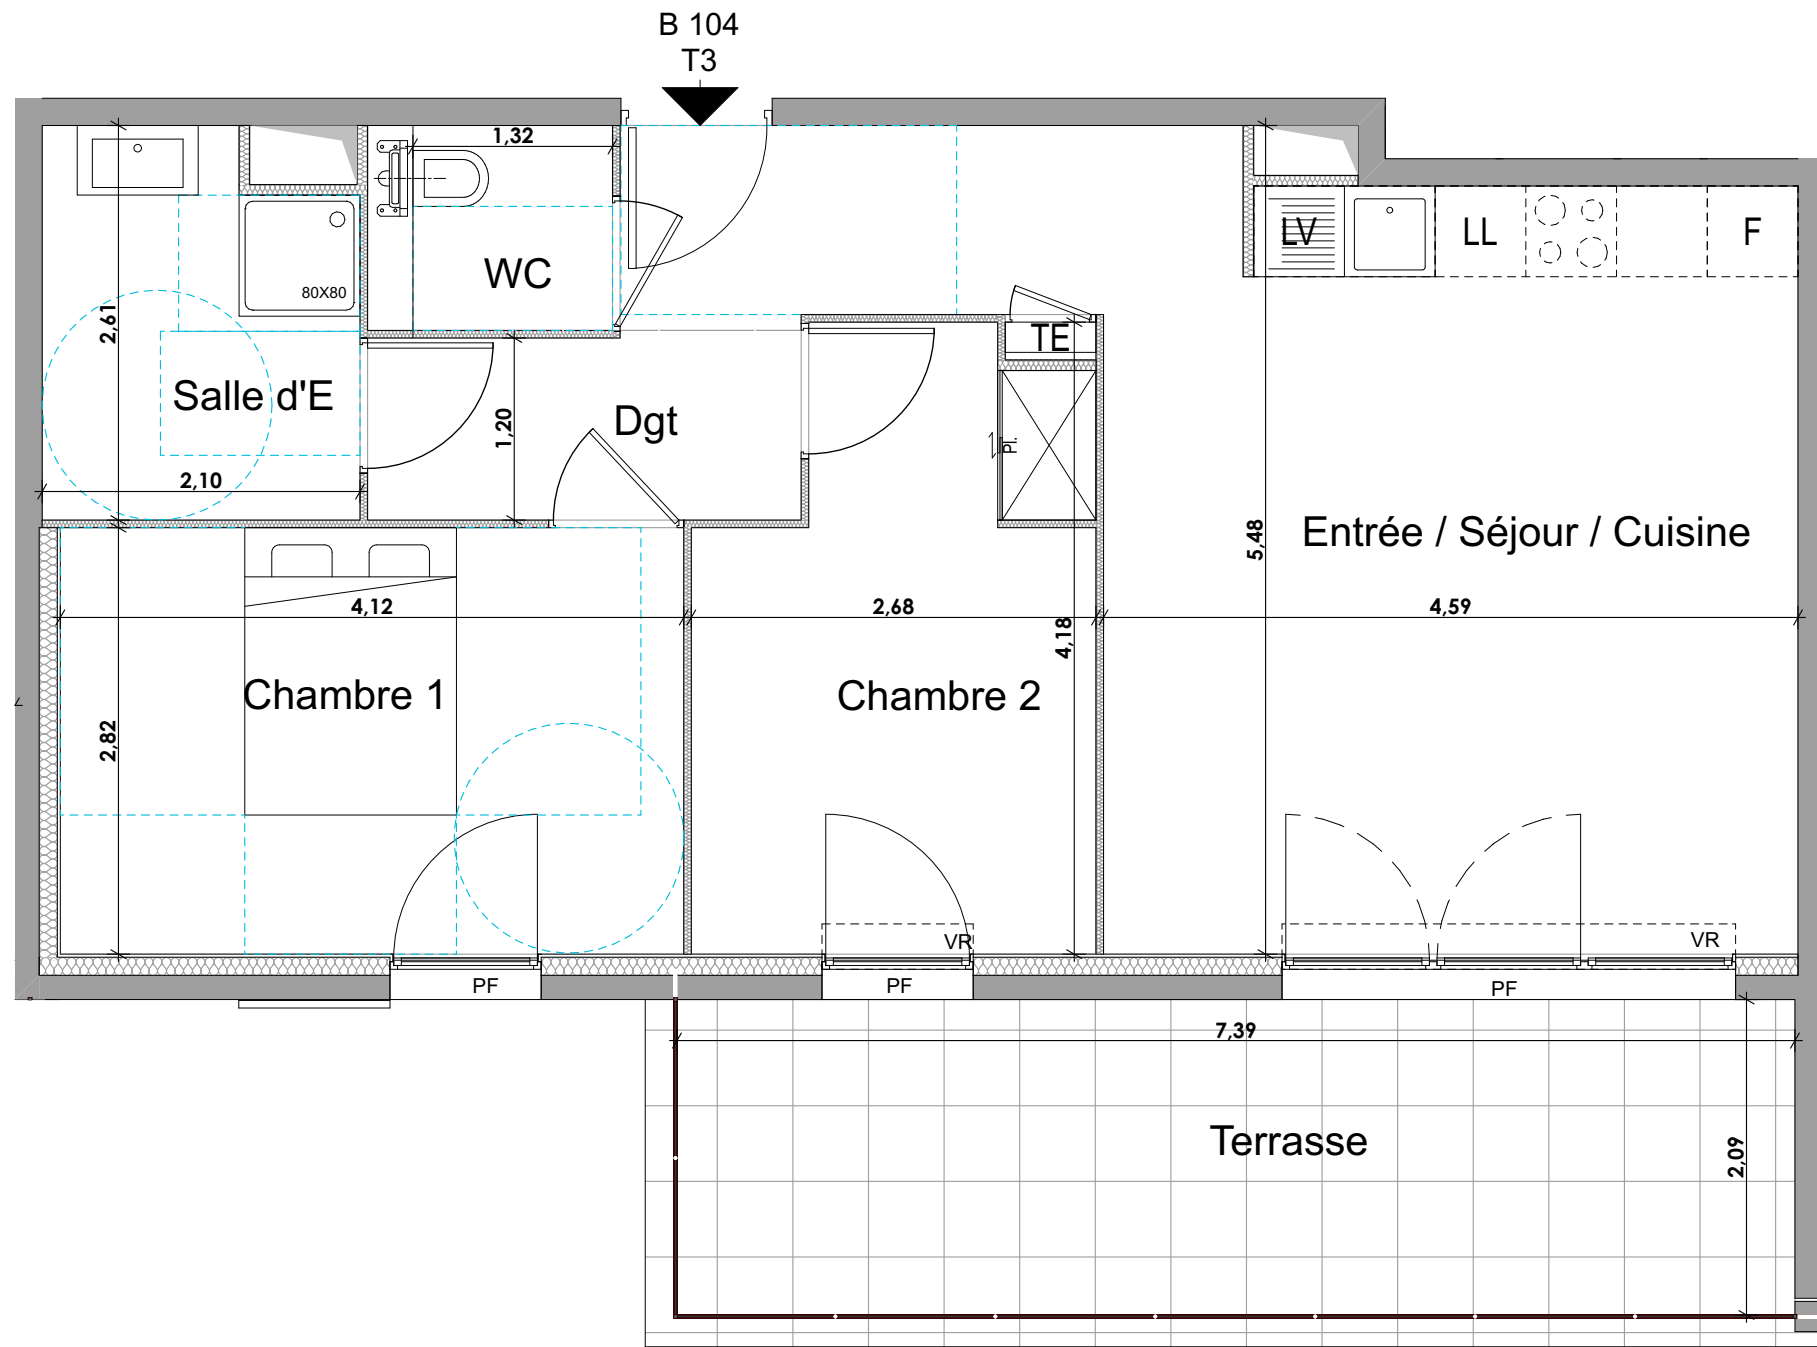 B 104
T3
1,32
WC
80X80
2,61
Salle d'E
2,10
1,20
Dgt
TE
Pl.
LV
LL
F
5,48
Entrée / Séjour / Cuisine
4,12
2,68
4,59
4,18
Chambre 1
Chambre 2
2,82
VR
VR
PF
PF
PF
7,39
Terrasse
2,09